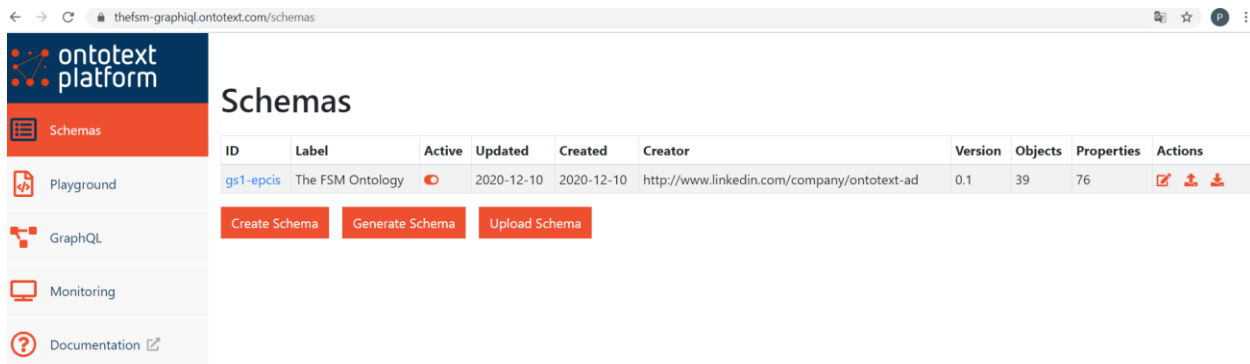 thefsm-graphiql.ontotext.com/schemas
P
ontotext
platform
Schemas
Schemas
ID Label Active Updated Created Creator Version Objects Properties Actions
gs1-epcis The FSM Ontology 2020-12-10 2020-12-10 http://www.linkedin.com/company/ontotext-ad 0.1 39 76
Playground
Create Schema Generate Schema Upload Schema
GraphQL
Monitoring
Documentation